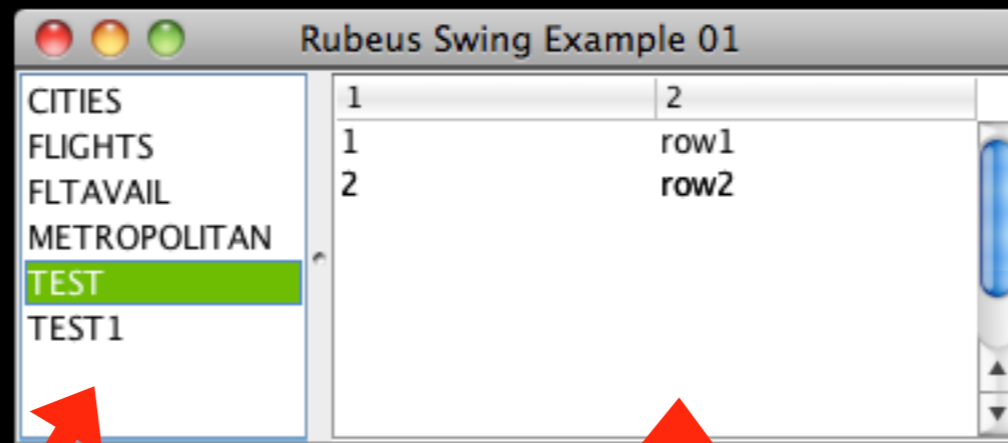 Rubeus Swing Example 01
CITIES
FLIGHTS
FLTAVAIL
METROPOLITAN
TEST
TEST1
1 2
1 row1
2 row2